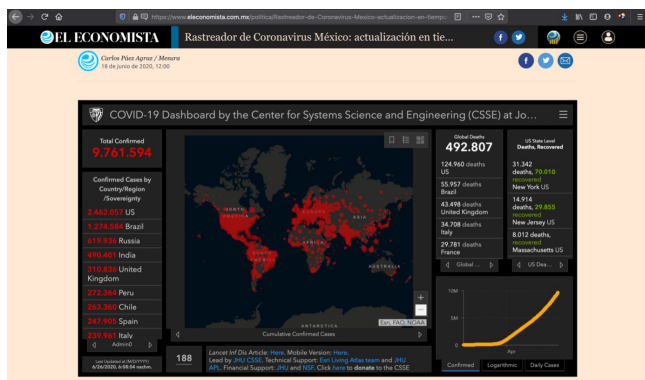 https://www.eleconomista.com.mx/politica/Rastreador-de-Coronavirus-Mexico-actualizacion-en-tiemp
EL ECONOMISTA
Rastreador de Coronavirus México: actualización en tie...
Carlos Páez Agraz / Mesura
18 de junio de 2020, 12:00
COVID-19 Dashboard by the Center for Systems Science and Engineering (CSSE) at Jo...
Total Confirmed
9.761.594
Confirmed Cases by
Country/Region
/Sovereignty
2.462.057 US
1.274.584 Brazil
619.936 Russia
490.401 India
310.836 United
Kingdom
272.364 Peru
263.360 Chile
247.905 Spain
239.961 Italy
Admin0
Last Updated at (M/D/YYYY)
6/26/2020, 6:58:04 nachm.
NORTH
AMERICA
EUROPE
ASIA
AFRICA
SOUTH
AMERICA
AUSTRALIA
ANTARCTICA
Esri, FAO, NOAA
Cumulative Confirmed Cases
188
Lancet Inf Dis Article: Here. Mobile Version: Here.
Lead by JHU CSSE. Technical Support: Esri Living Atlas team and JHU
APL. Financial Support: JHU and NSF. Click here to donate to the CSSE
Global Deaths
492.807
124.960 deaths
US
55.957 deaths
Brazil
43.498 deaths
United Kingdom
34.708 deaths
Italy
29.781 deaths
France
Global ...
US State Level
Deaths, Recovered
31.342
deaths, 70.010
recovered
New York US
14.914
deaths, 29.855
recovered
New Jersey US
8.012 deaths,
recovered
Massachusetts US
US Dea...
10M
5M
0
Apr
Confirmed
Logarithmic
Daily Cases